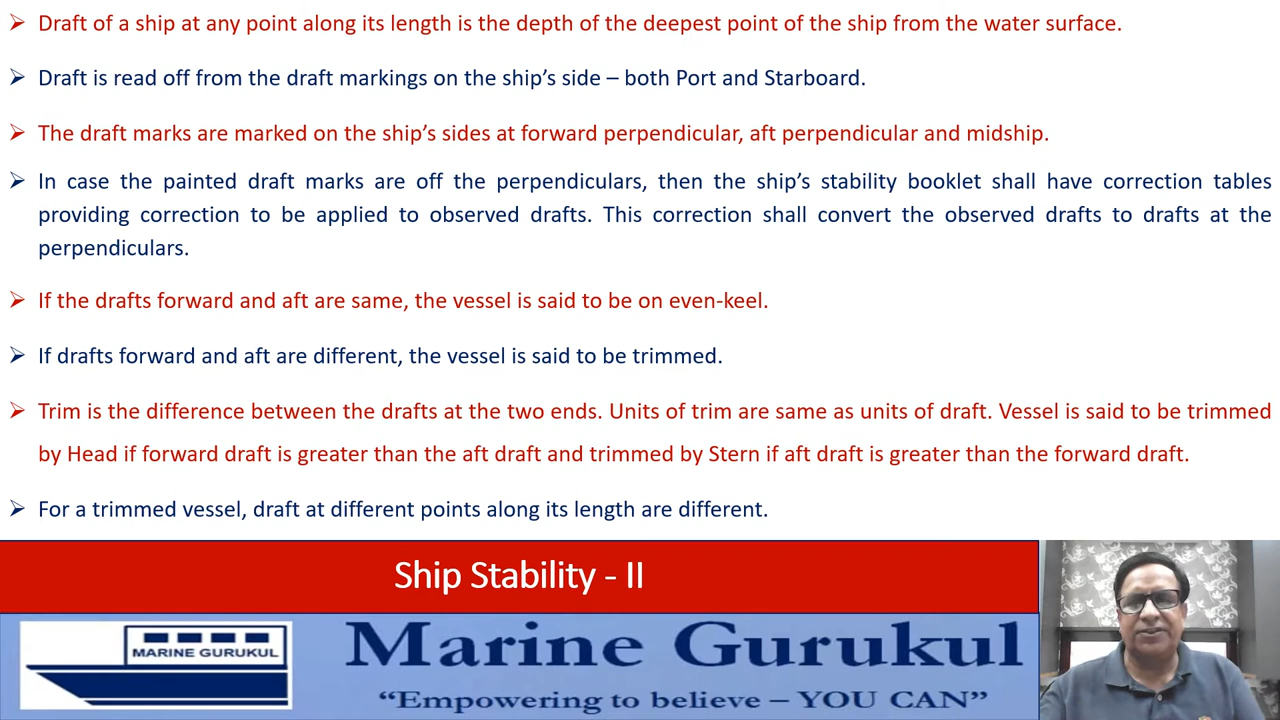 Draft of a ship at any point along its length is the depth of the deepest point of the ship from the water surface.
Draft is read off from the draft markings on the ship's side – both Port and Starboard.
The draft marks are marked on the ship's sides at forward perpendicular, aft perpendicular and midship.
In case the painted draft marks are off the perpendiculars, then the ship's stability booklet shall have correction tables
providing correction to be applied to observed drafts. This correction shall convert the observed drafts to drafts at the
perpendiculars.
If the drafts forward and aft are same, the vessel is said to be on even-keel.
If drafts forward and aft are different, the vessel is said to be trimmed.
Trim is the difference between the drafts at the two ends. Units of trim are same as units of draft. Vessel is said to be trimmed
by Head if forward draft is greater than the aft draft and trimmed by Stern if aft draft is greater than the forward draft.
For a trimmed vessel, draft at different points along its length are different.
Ship Stability - II
MARINE GURUKUL
Marine Gurukul
“Empowering to believe – YOU CAN”